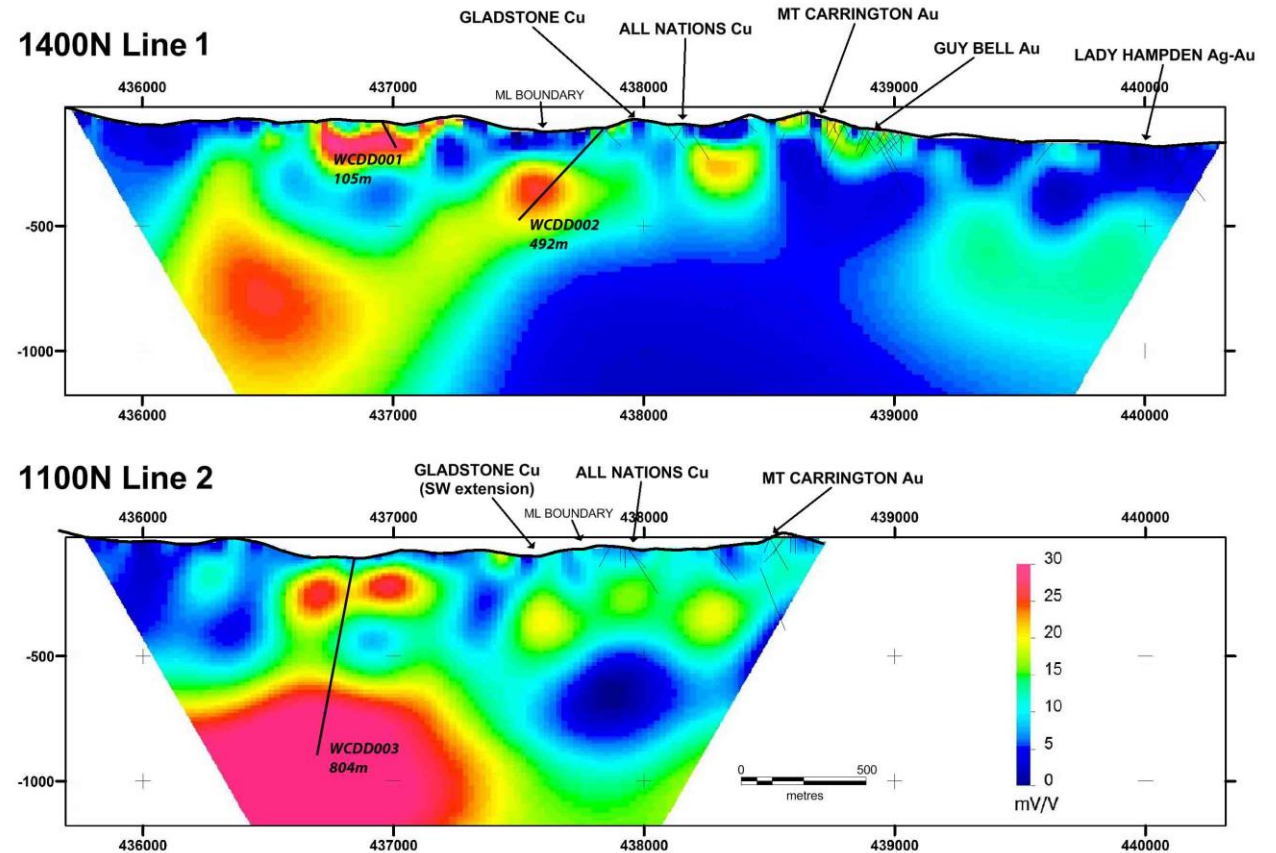 1400N Line 1
GLADSTONE Cu
ALL NATIONS Cu
MT CARRINGTON Au
GUY BELL Au
LADY HAMPDEN Ag-Au
ML BOUNDARY
436000 437000 438000 439000 440000
WCDD001
105m
WCDD002
492m
-500
-1000
436000 437000 438000 439000 440000
1100N Line 2
GLADSTONE Cu
(SW extension)
ML BOUNDARY
ALL NATIONS Cu
MT CARRINGTON Au
436000 437000 438000 439000 440000
-500
-1000
WCDD003
804m
0 500
metres
30
25
20
15
10
5
0
mV/V
436000 437000 438000 439000 440000